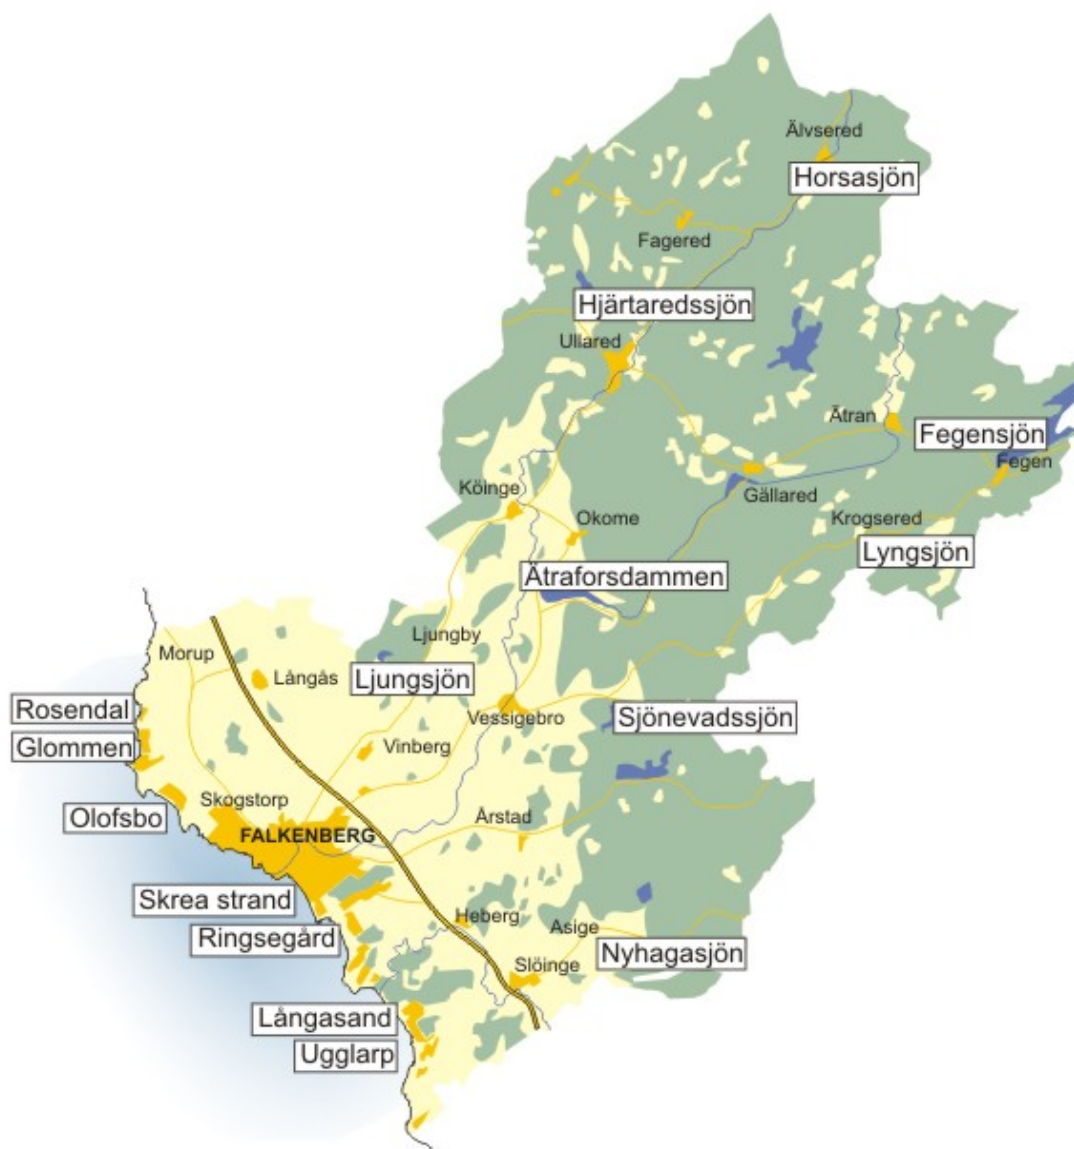 Älvsered
Horsasjön
Fagered
Hjärtaredssjön
Ullared
Ätran
Fegensjön
Fegen
Gällared
Köinge
Okome
Krogsered
Lyngsjön
Ätraforsdammen
Ljungby
Morup
Långås
Ljungsjön
Rosendal
Vessigebro
Sjönevadssjön
Glommen
Vinberg
Skogstorp
Olofsbo
Årstad
FALKENBERG
Skrea strand
Heberg
Asige
Ringsegård
Nyhagasjön
Slöinge
Långasand
Ugglarp